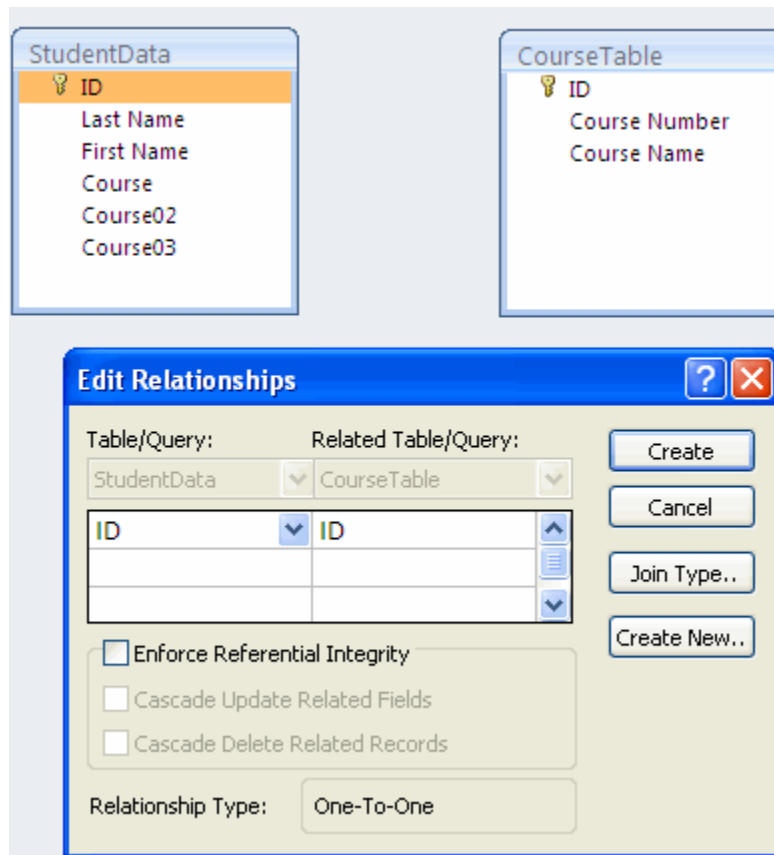 StudentData
ID
Last Name
First Name
Course
Course02
Course03
CourseTable
ID
Course Number
Course Name
Edit Relationships
?
Table/Query: Related Table/Query:
StudentData CourseTable
ID ID
Create
Cancel
Join Type..
Create New..
Enforce Referential Integrity
Cascade Update Related Fields
Cascade Delete Related Records
Relationship Type: One-To-One